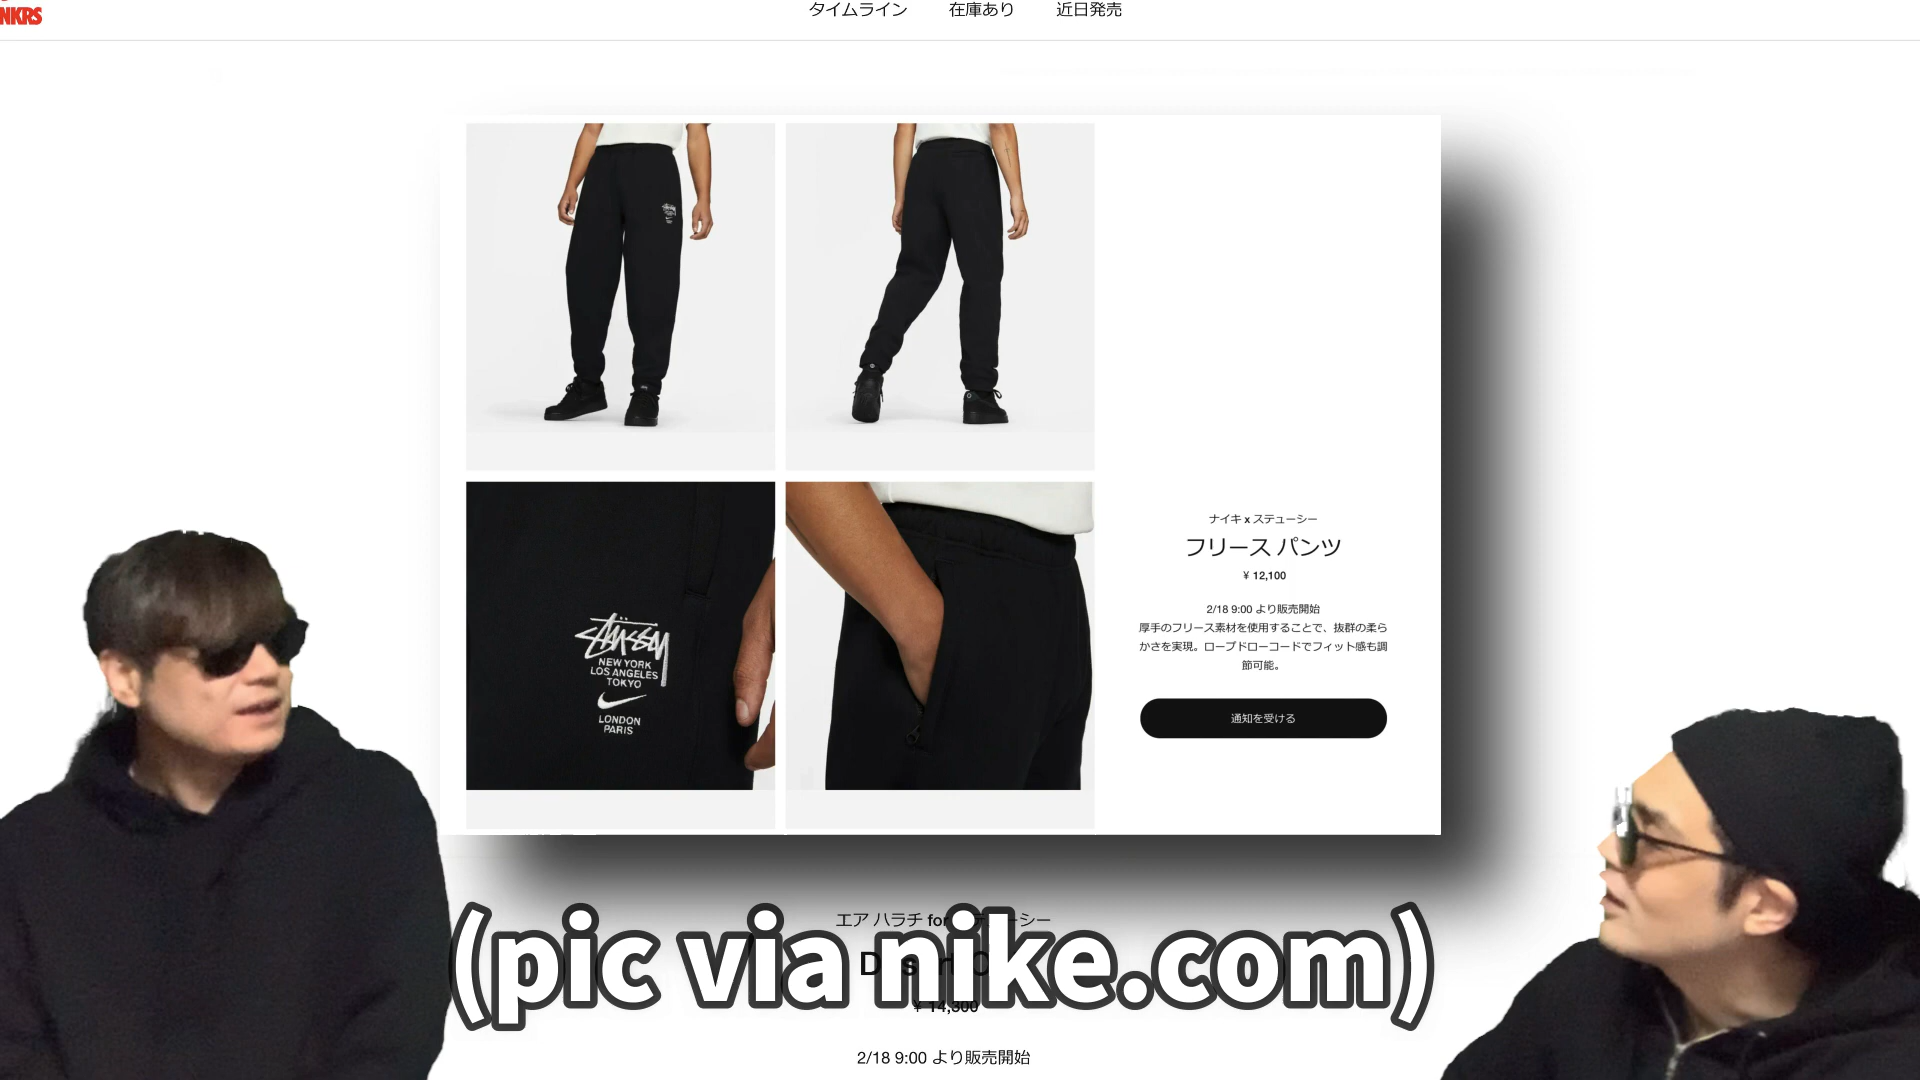 NKRS
タイムライン 在庫あり 近日発売
STÜSSY
NEW YORK
LOS ANGELES
TOKYO
LONDON
PARIS
ナイキ x ステューシー
フリース パンツ
¥ 12,100
2/18 9:00 より販売開始
厚手のフリース素材を使用することで、抜群の柔ら
かさを実現。ロープドローコードでフィット感も調
節可能。
通知を受ける
エア ハラチ for
ーシー
(pic via nike.com)
¥ 14,300
2/18 9:00 より販売開始